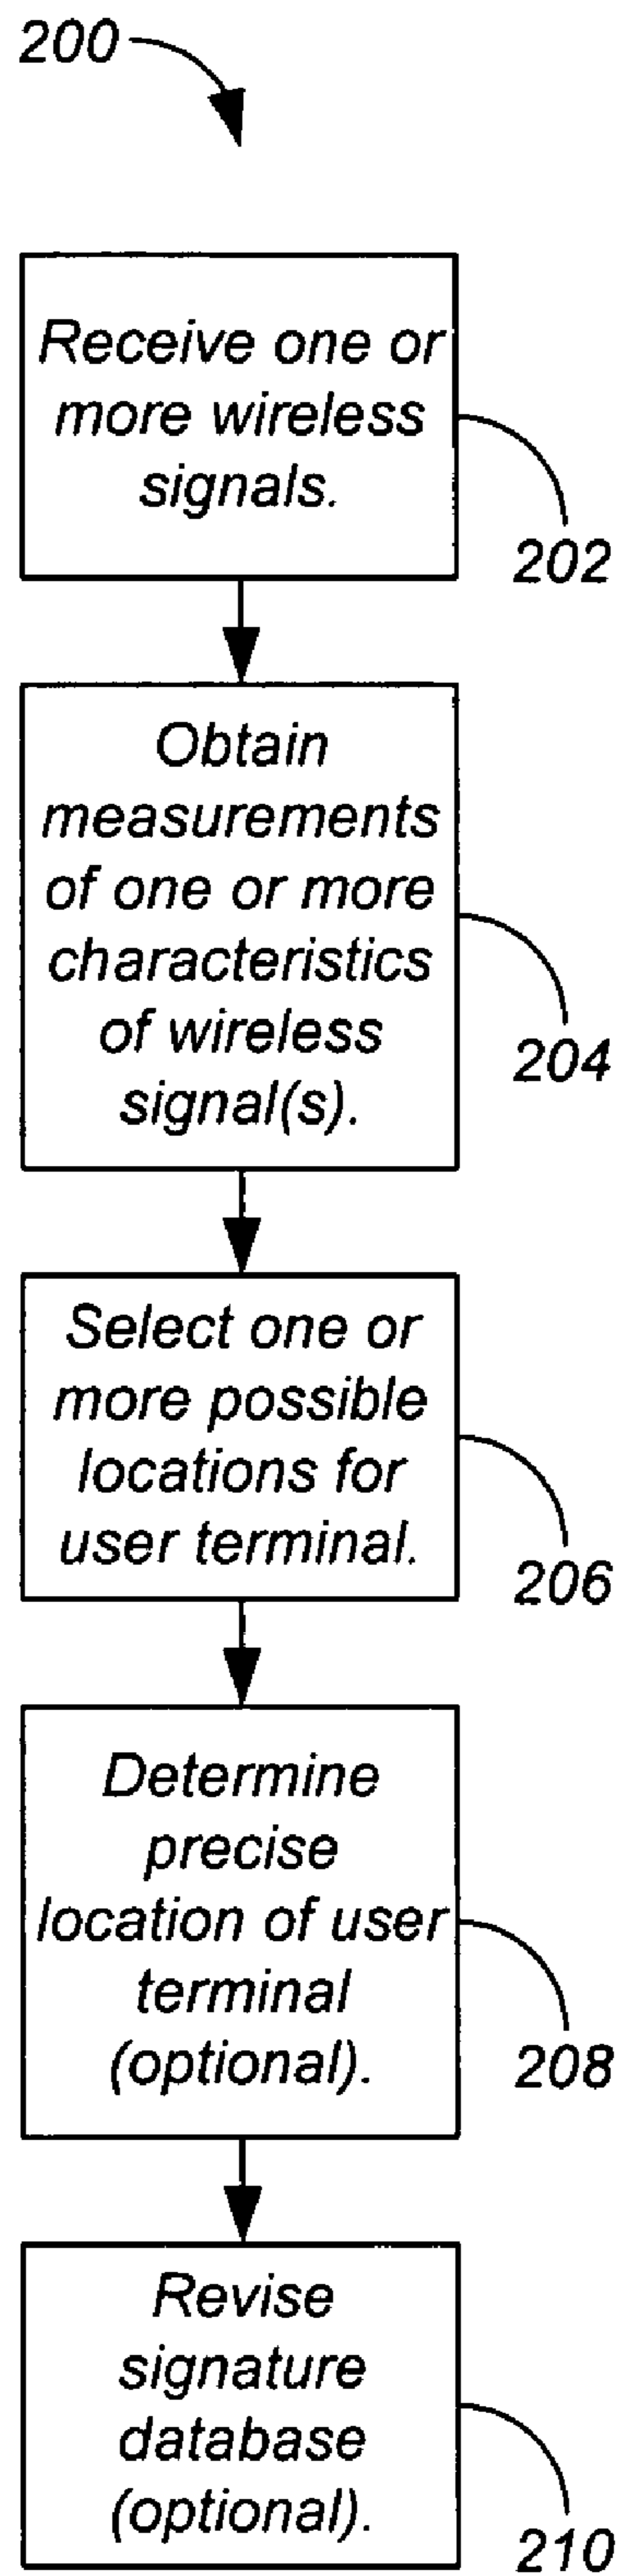 200
Receive one or
more wireless
signals.
202
Obtain
measurements
of one or more
characteristics
of wireless
signal(s).
204
Select one or
more possible
locations for
user terminal.
206
Determine
precise
location of user
terminal
(optional).
208
Revise
signature
database
(optional).
210